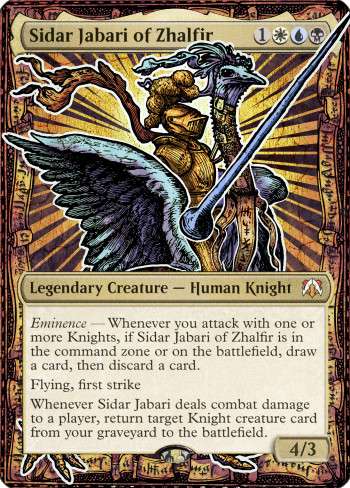 Sidar Jabari of Zhalfir 1
Legendary Creature — Human Knight
Eminence — Whenever you attack with one or
more Knights, if Sidar Jabari of Zhalfir is in
the command zone or on the battlefield, draw
a card, then discard a card.
Flying, first strike
Whenever Sidar Jabari deals combat damage
to a player, return target Knight creature card
from your graveyard to the battlefield.
4/3